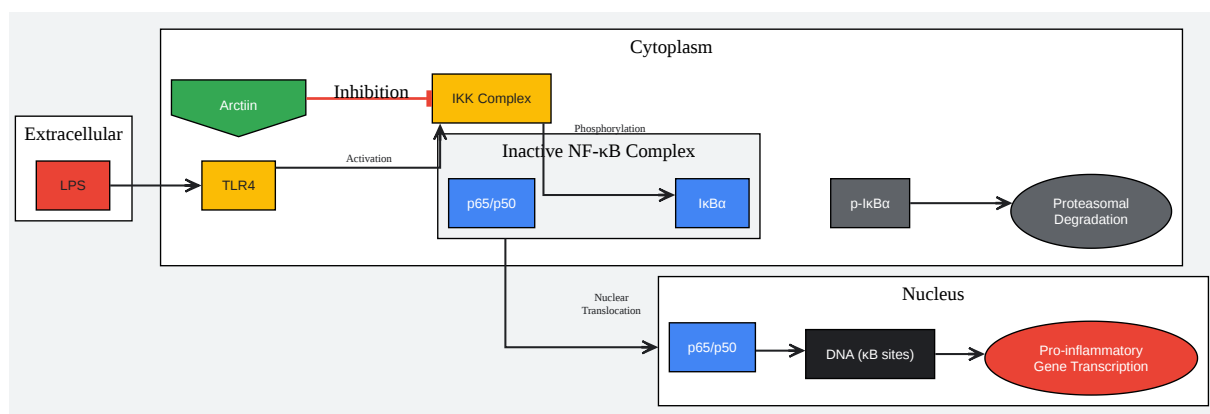 Cytoplasm
Arctiin
Inhibition
IKK Complex
Extracellular
Phosphorylation
Inactive NF-κB Complex
LPS
TLR4
Activation
p65/p50
IκBα
p-IκBα
Proteasomal
Degradation
Nuclear
Translocation
Nucleus
p65/p50
DNA (κB sites)
Pro-inflammatory
Gene Transcription